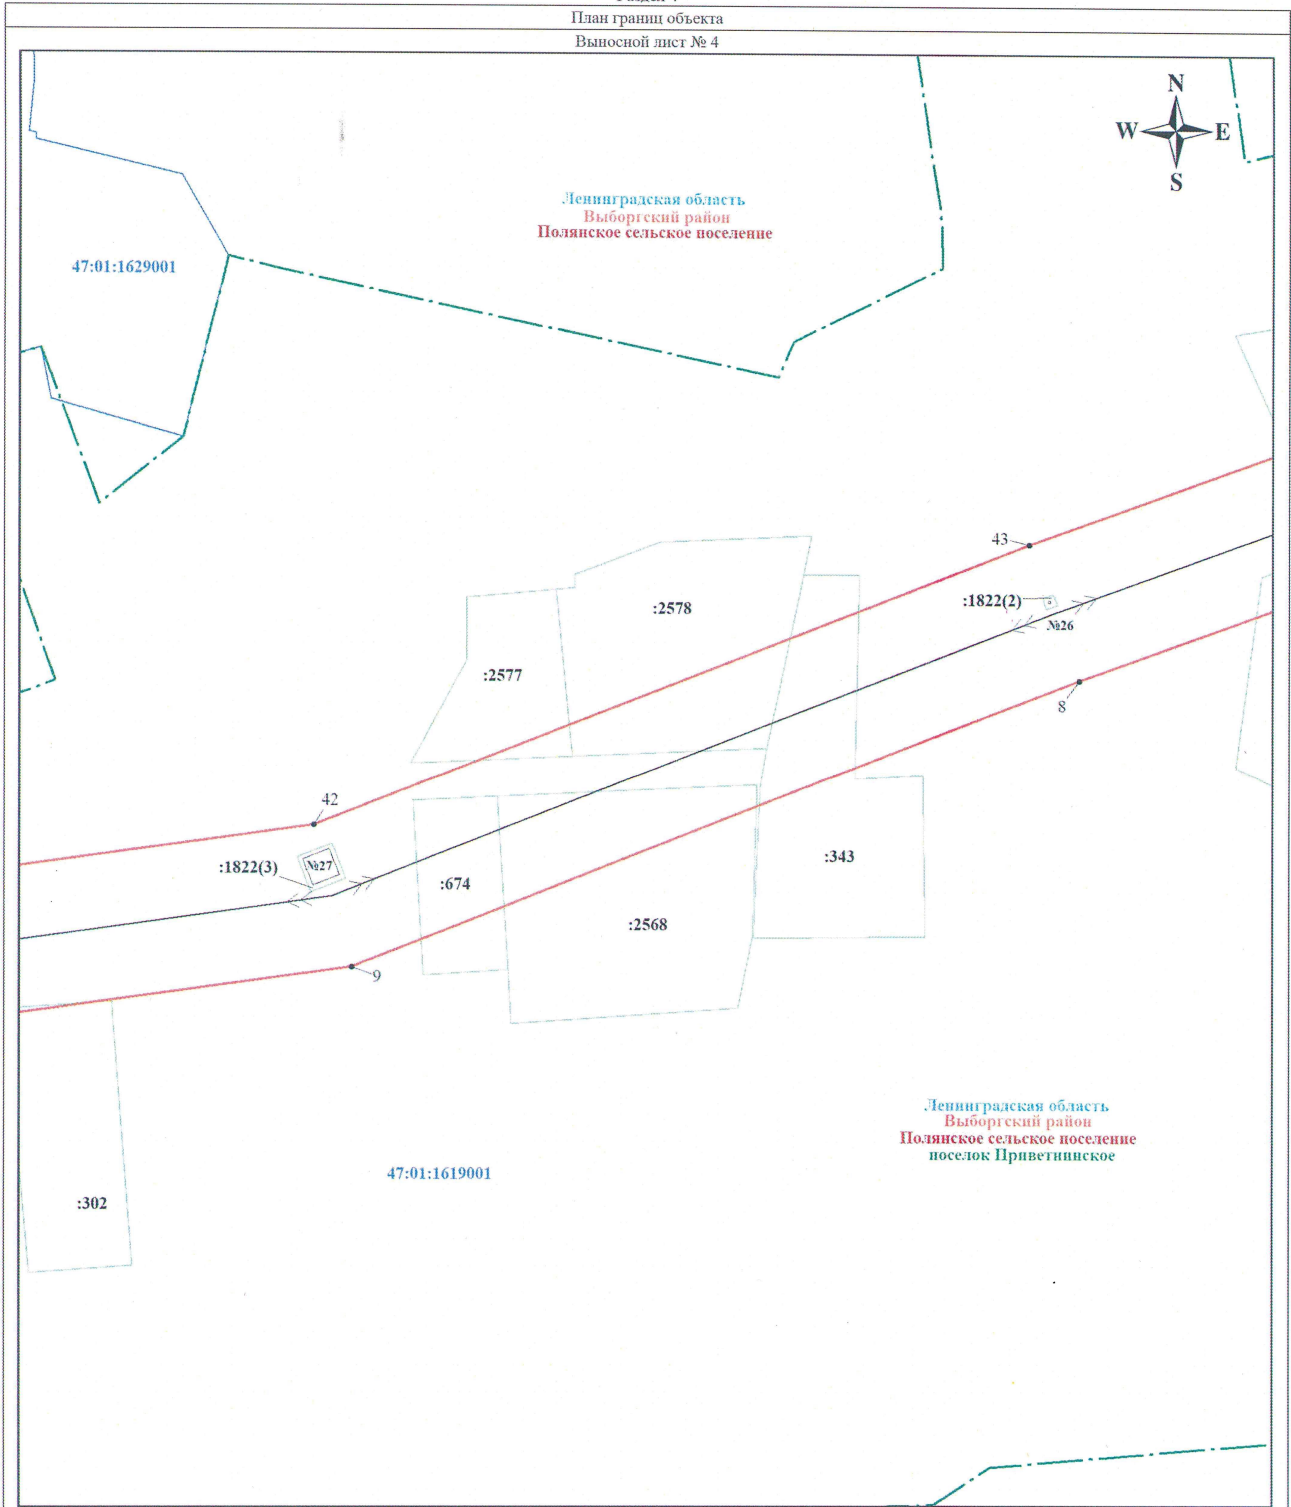 План границ объекта
Выносной лист № 4
N
W E
S
Ленинградская область
Выборгский район
Полянское сельское поселение
47:01:1629001
43
:1822(2)
№26
:2578
:2577
8
42
:1822(3)
№27
:343
:674
:2568
9
Ленинградская область
Выборгский район
Полянское сельское поселение
поселок Приветнинское
47:01:1619001
:302